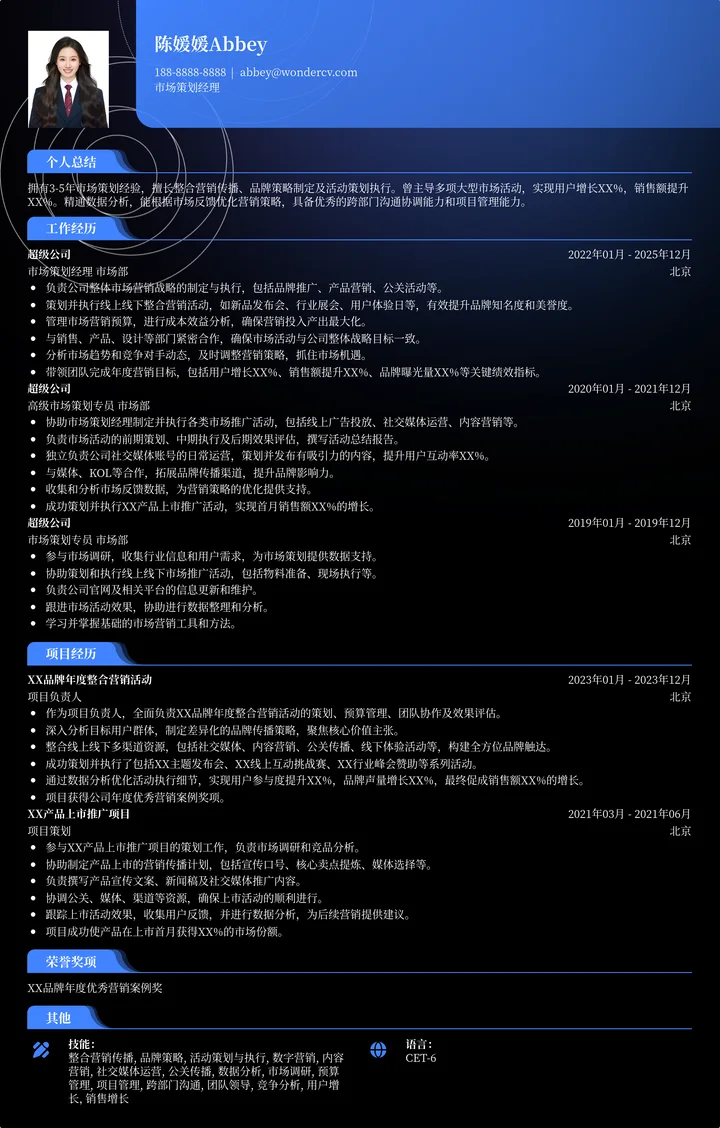 陈媛媛Abbey
188-8888-8888 | abbey@wondercv.com
市场策划经理
个人总结
拥有3-5年市场策划经验，擅长整合营销传播、品牌策略制定及活动策划执行。曾主导多项大型市场活动，实现用户增长XX%，销售额提升
XX%。精通数据分析，能根据市场反馈优化营销策略，具备优秀的跨部门沟通协调能力和项目管理能力。
工作经历
超级公司 2022年01月 - 2025年12月
市场策划经理 市场部 北京
• 负责公司整体市场营销战略的制定与执行，包括品牌推广、产品营销、公关活动等。
• 策划并执行线上线下整合营销活动，如新品发布会、行业展会、用户体验日等，有效提升品牌知名度和美誉度。
• 管理市场营销预算，进行成本效益分析，确保营销投入产出最大化。
• 与销售、产品、设计等部门紧密合作，确保市场活动与公司整体战略目标一致。
• 分析市场趋势和竞争对手动态，及时调整营销策略，抓住市场机遇。
• 带领团队完成年度营销目标，包括用户增长XX%、销售额提升XX%、品牌曝光量XX%等关键绩效指标。
超级公司 2020年01月 - 2021年12月
高级市场策划专员 市场部 北京
• 协助市场策划经理制定并执行各类市场推广活动，包括线上广告投放、社交媒体运营、内容营销等。
• 负责市场活动的前期策划、中期执行及后期效果评估，撰写活动总结报告。
• 独立负责公司社交媒体账号的日常运营，策划并发布有吸引力的内容，提升用户互动率XX%。
• 与媒体、KOL等合作，拓展品牌传播渠道，提升品牌影响力。
• 收集和分析市场反馈数据，为营销策略的优化提供支持。
• 成功策划并执行XX产品上市推广活动，实现首月销售额XX%的增长。
超级公司 2019年01月 - 2019年12月
市场策划专员 市场部 北京
• 参与市场调研，收集行业信息和用户需求，为市场策划提供数据支持。
• 协助策划和执行线上线下市场推广活动，包括物料准备、现场执行等。
• 负责公司官网及相关平台的信息更新和维护。
• 跟进市场活动效果，协助进行数据整理和分析。
• 学习并掌握基础的市场营销工具和方法。
项目经历
XX品牌年度整合营销活动 2023年01月 - 2023年12月
项目负责人 北京
• 作为项目负责人，全面负责XX品牌年度整合营销活动的策划、预算管理、团队协作及效果评估。
• 深入分析目标用户群体，制定差异化的品牌传播策略，聚焦核心价值主张。
• 整合线上线下多渠道资源，包括社交媒体、内容营销、公关传播、线下体验活动等，构建全方位品牌触达。
• 成功策划并执行了包括XX主题发布会、XX线上互动挑战赛、XX行业峰会赞助等系列活动。
• 通过数据分析优化活动执行细节，实现用户参与度提升XX%，品牌声量增长XX%，最终促成销售额XX%的增长。
• 项目获得公司年度优秀营销案例奖项。
XX产品上市推广项目 2021年03月 - 2021年06月
项目策划 北京
• 参与XX产品上市推广项目的策划工作，负责市场调研和竞品分析。
• 协助制定产品上市的营销传播计划，包括宣传口号、核心卖点提炼、媒体选择等。
• 负责撰写产品宣传文案、新闻稿及社交媒体推广内容。
• 协调公关、媒体、渠道等资源，确保上市活动的顺利进行。
• 跟踪上市活动效果，收集用户反馈，并进行数据分析，为后续营销提供建议。
• 项目成功使产品在上市首月获得XX%的市场份额。
荣誉奖项
XX品牌年度优秀营销案例奖
其他
技能：
整合营销传播, 品牌策略, 活动策划与执行, 数字营销, 内容
营销, 社交媒体运营, 公关传播, 数据分析, 市场调研, 预算
管理, 项目管理, 跨部门沟通, 团队领导, 竞争分析, 用户增
长, 销售增长
语言：
CET-6